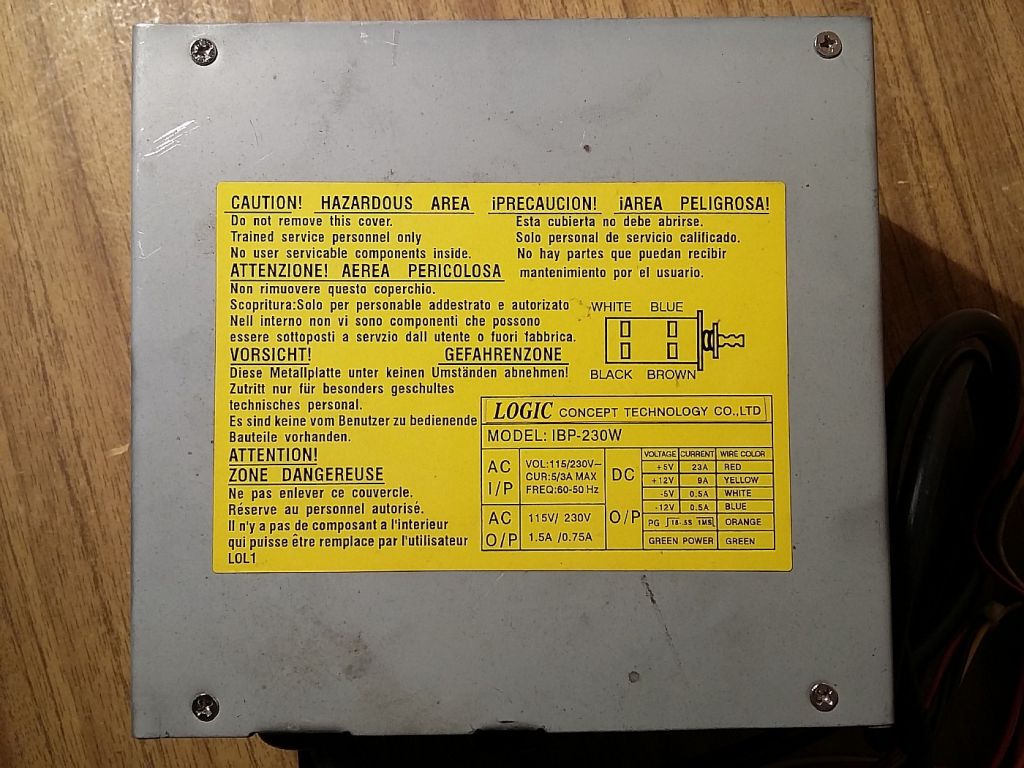 CAUTION! HAZARDOUS AREA
Do not remove this cover.
Trained service personnel only
No user servicable components inside.
¡PRECAUCION! ¡AREA PELIGROSA!
Esta cubierta no debe abrirse.
Solo personal de servicio calificado.
No hay partes que puedan recibir
mantenimiento por el usuario.
ATTENZIONE! AEREA PERICOLOSA
Non rimuovere questo coperchio.
Scopritura:Solo per personable addestrato e autorizato
Nell interno non vi sono componenti che possono
essere sottoposti a servzio dall utente o fuori fabbrica.
VORSICHT! GEFAHRENZONE
Diese Metallplatte unter keinen Umständen abnehmen!
Zutritt nur für besonders geschultes
technisches personal.
Es sind keine vom Benutzer zu bedienende
Bauteile vorhanden.
ATTENTION!
ZONE DANGEREUSE
Ne pas enlever ce couvercle.
Réserve au personnel autorisé.
Il n'y a pas de composant a l'interieur
qui puisse être remplace par l'utilisateur
LOL1
WHITE BLUE
BLACK BROWN
LOGIC CONCEPT TECHNOLOGY CO.,LTD
MODEL: IBP-230W
AC I/P
VOL:115/230V~
CUR:5/3A MAX
FREQ:60-50 Hz
AC O/P
115V/ 230V
1.5A /0.75A
DC O/P
VOLTAGE CURRENT WIRE COLOR
+5V 23A RED
+12V 9A YELLOW
-5V 0.5A WHITE
-12V 0.5A BLUE
PG .1S-.5S 1MS ORANGE
GREEN POWER GREEN